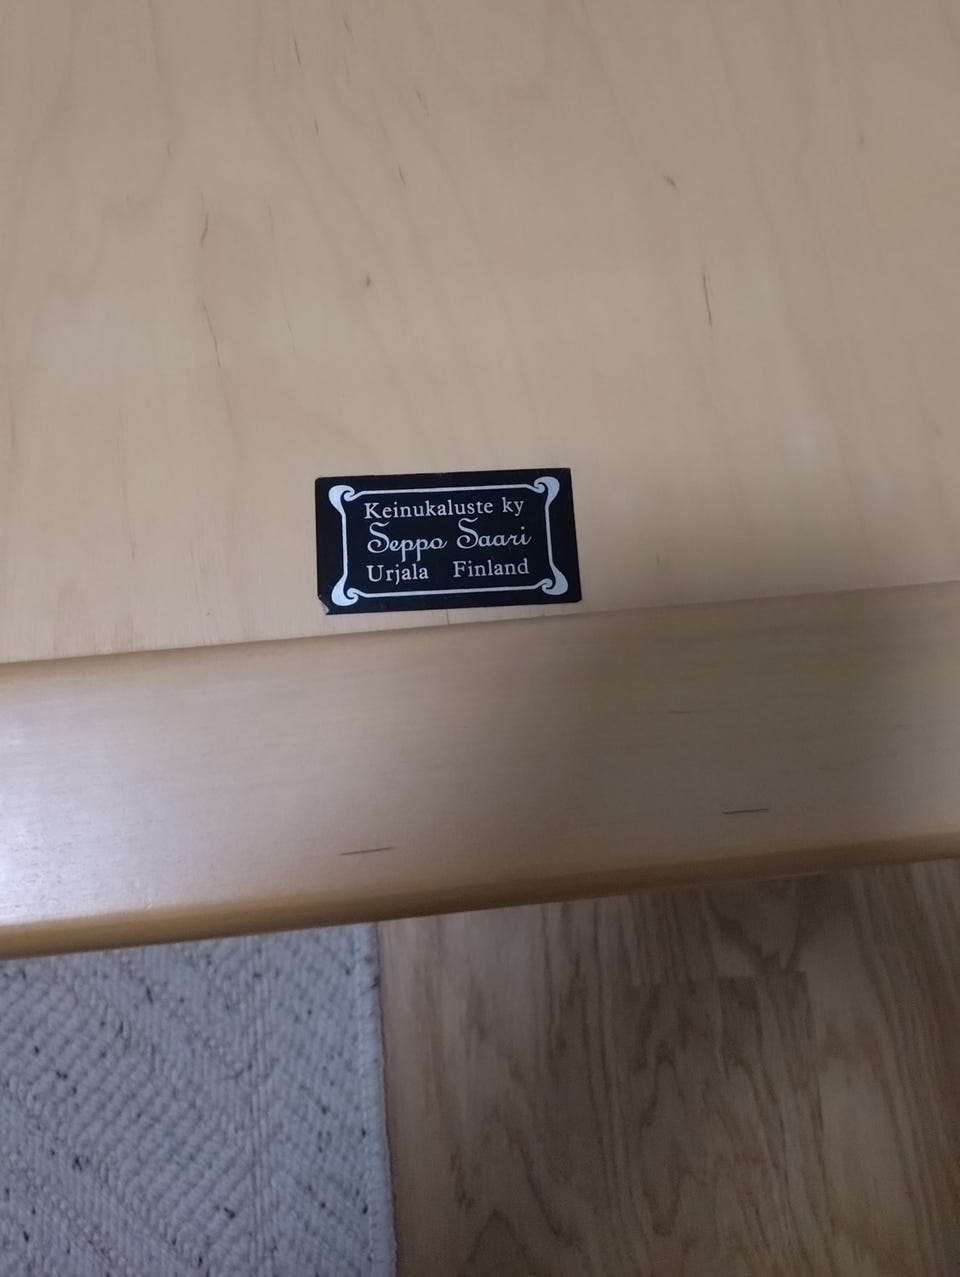 Keinukaluste ky
Seppo Saari
Urjala Finland